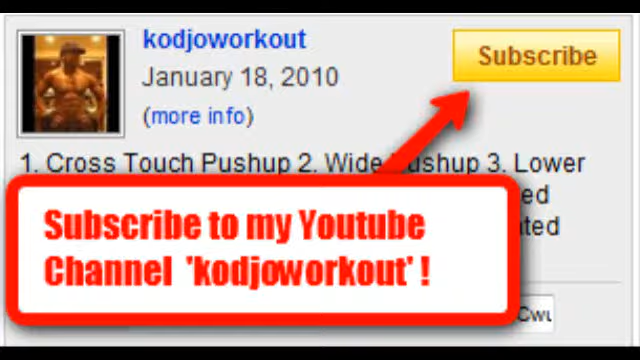 kodjoworkout
Subscribe
January 18, 2010
(more info)
1. Cross Touch Pushup 2. Wide Pushup 3. Lower
Subscribe to my Youtube
Channel 'kodjoworkout' !